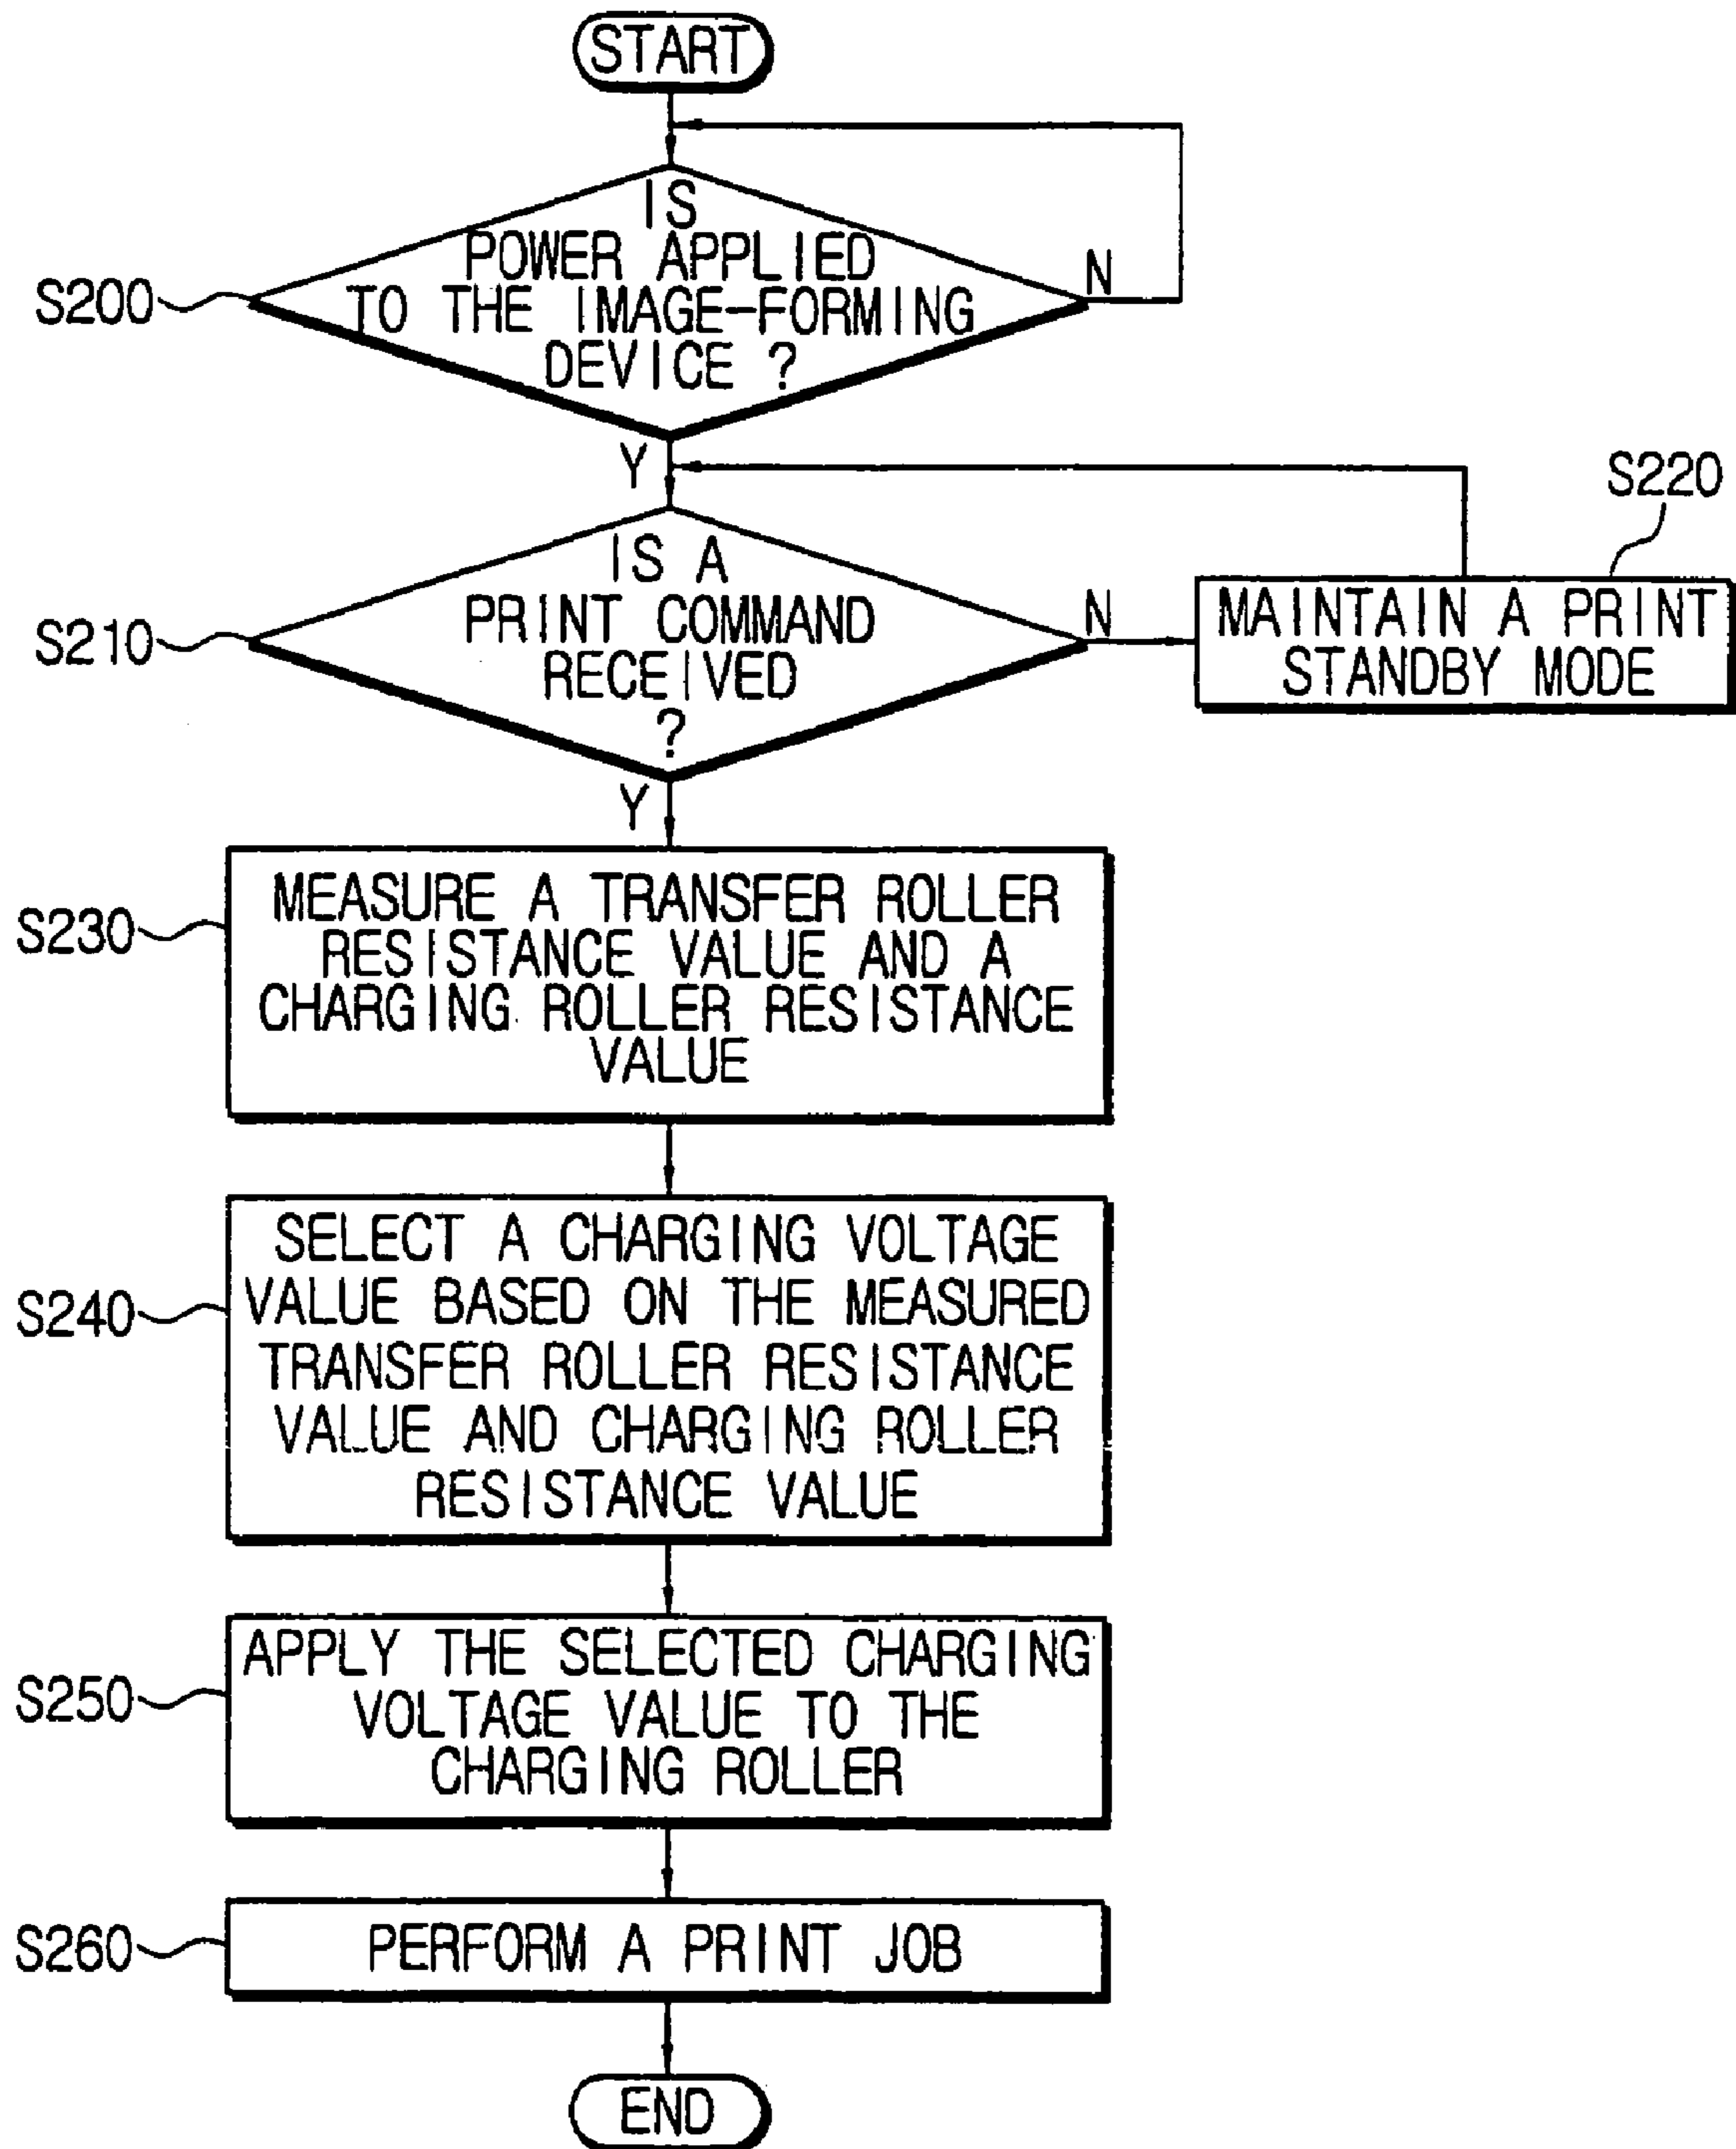 START
IS
POWER APPLIED
TO THE IMAGE-FORMING
DEVICE ?
N
S200
Y
S220
IS A
PRINT COMMAND
RECEIVED
?
N
S210
MAINTAIN A PRINT
STANDBY MODE
Y
S230
MEASURE A TRANSFER ROLLER
RESISTANCE VALUE AND A
CHARGING ROLLER RESISTANCE
VALUE
S240
SELECT A CHARGING VOLTAGE
VALUE BASED ON THE MEASURED
TRANSFER ROLLER RESISTANCE
VALUE AND CHARGING ROLLER
RESISTANCE VALUE
S250
APPLY THE SELECTED CHARGING
VOLTAGE VALUE TO THE
CHARGING ROLLER
S260
PERFORM A PRINT JOB
END